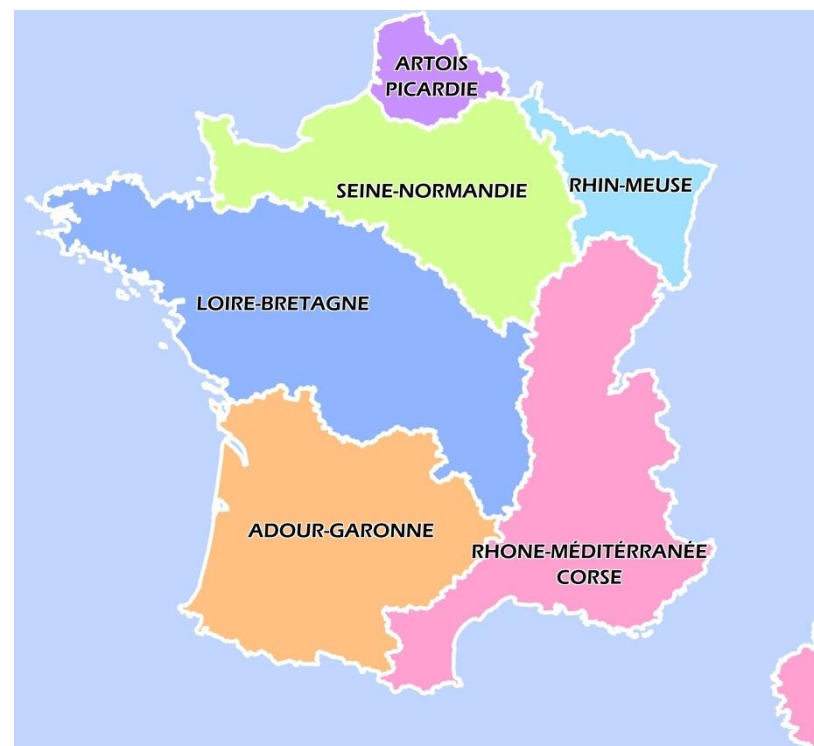 ARTOIS
PICARDIE
SEINE-NORMANDIE
RHIN-MEUSE
LOIRE-BRETAGNE
ADOUR-GARONNE
RHONE-MÉDITÉRRANÉE
CORSE